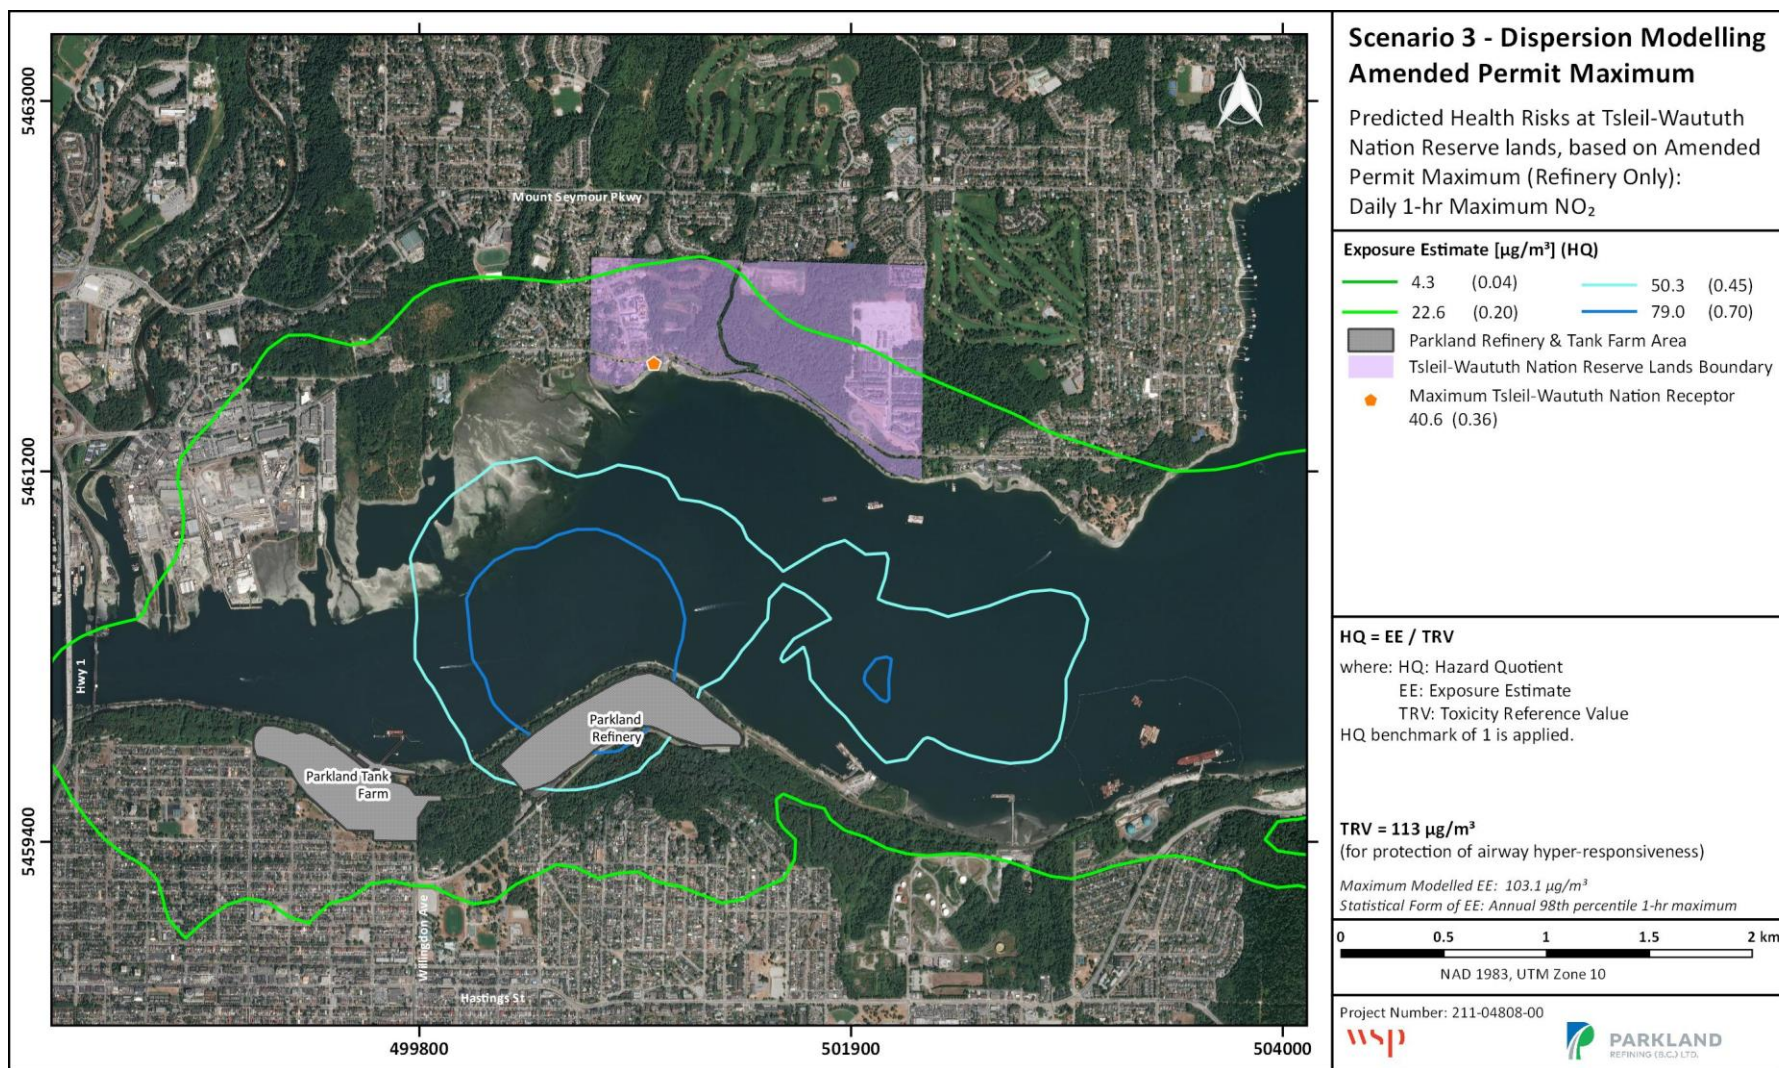 Scenario 3 - Dispersion Modelling
Amended Permit Maximum
Predicted Health Risks at Tsleil-Waututh
Nation Reserve lands, based on Amended
Permit Maximum (Refinery Only):
Daily 1-hr Maximum NO₂
Exposure Estimate [µg/m³] (HQ)
4.3 (0.04) 50.3 (0.45)
22.6 (0.20) 79.0 (0.70)
Parkland Refinery & Tank Farm Area
Tsleil-Waututh Nation Reserve Lands Boundary
Maximum Tsleil-Waututh Nation Receptor
40.6 (0.36)
HQ = EE / TRV
where: HQ: Hazard Quotient
EE: Exposure Estimate
TRV: Toxicity Reference Value
HQ benchmark of 1 is applied.
TRV = 113 µg/m³
(for protection of airway hyper-responsiveness)
Maximum Modelled EE: 103.1 µg/m³
Statistical Form of EE: Annual 98th percentile 1-hr maximum
0 0.5 1 1.5 2 km
NAD 1983, UTM Zone 10
Project Number: 211-04808-00
wsp
PARKLAND
REFINING (B.C.) LTD.
N
Mount Seymour Pkwy
Hwy 1
Parkland
Refinery
Parkland Tank
Farm
Willingdon Ave
Hastings St
5463000
5461200
5459400
499800
501900
504000